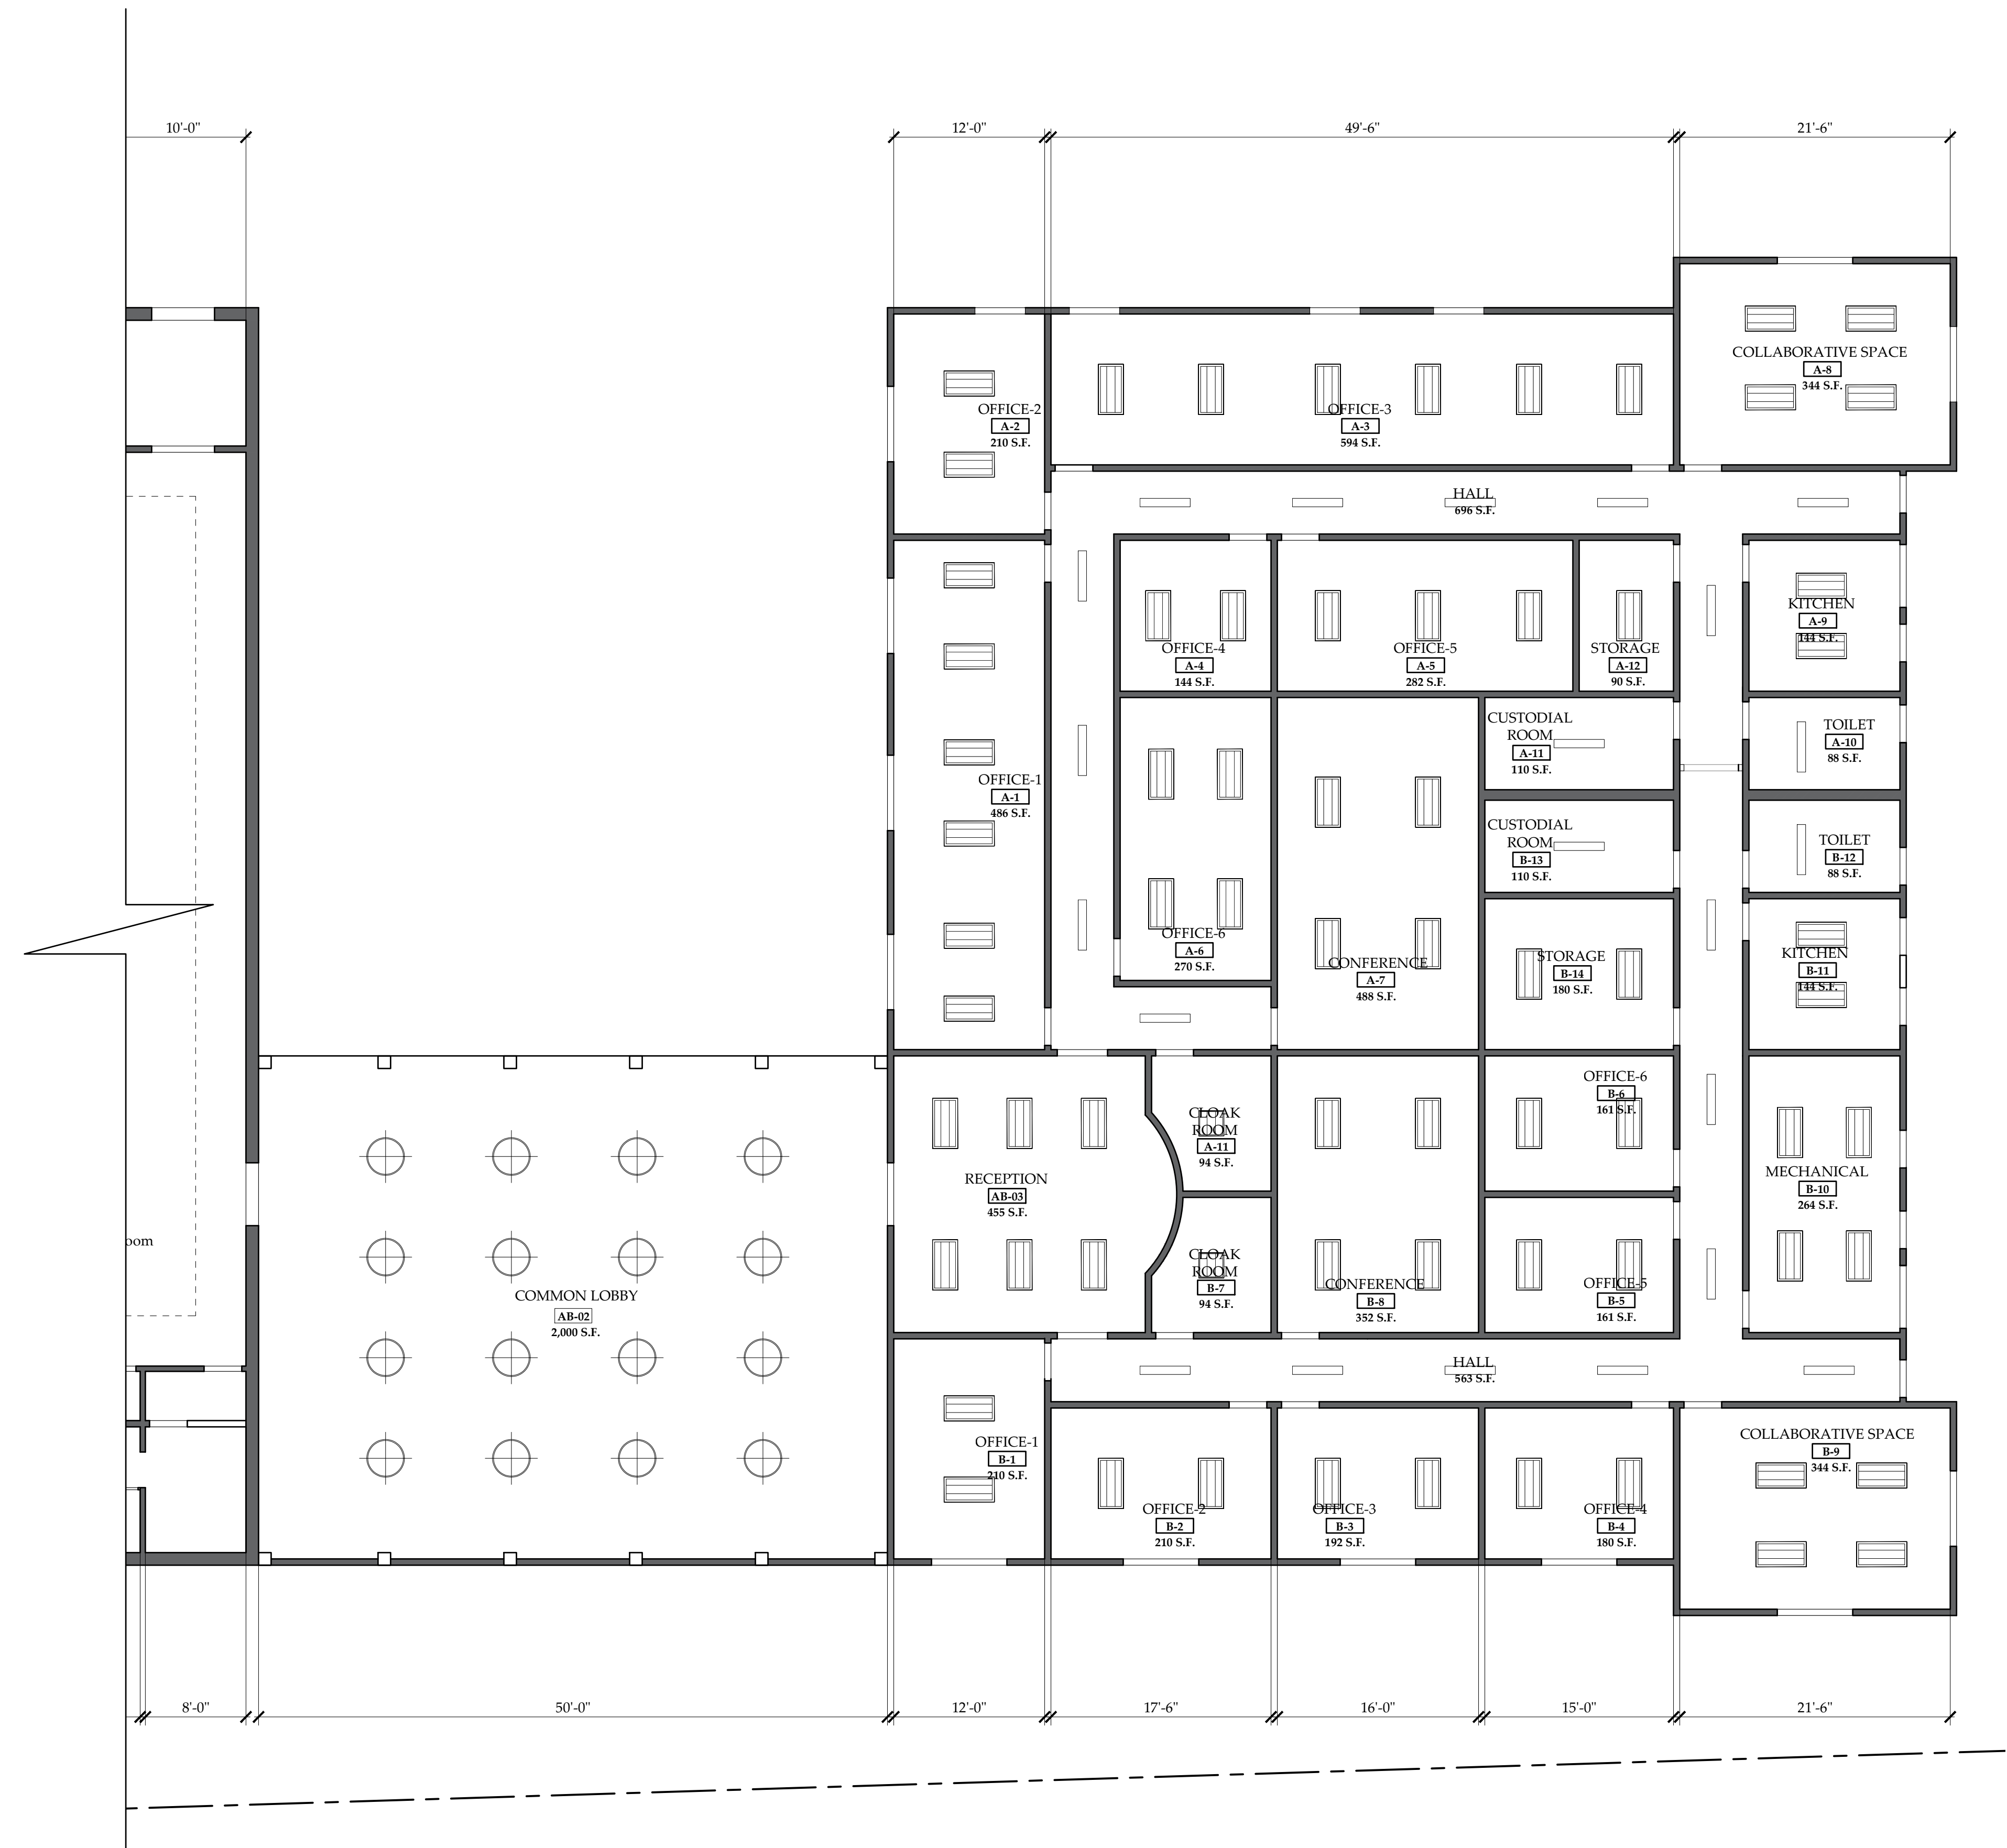 10'-0"
12'-0"
49'-6"
21'-6"
COLLABORATIVE SPACE
A-8
344 S.F.
OFFICE-2
A-2
210 S.F.
OFFICE-3
A-3
594 S.F.
HALL
696 S.F.
KITCHEN
A-9
144 S.F.
OFFICE-4
A-4
144 S.F.
OFFICE-5
A-5
282 S.F.
STORAGE
A-12
90 S.F.
CUSTODIAL
ROOM
A-11
110 S.F.
TOILET
A-10
88 S.F.
OFFICE-1
A-1
486 S.F.
CUSTODIAL
ROOM
B-13
110 S.F.
TOILET
B-12
88 S.F.
OFFICE-6
A-6
270 S.F.
CONFERENCE
A-7
488 S.F.
STORAGE
B-14
180 S.F.
KITCHEN
B-11
144 S.F.
OFFICE-6
B-6
161 S.F.
CLOAK
ROOM
A-11
94 S.F.
RECEPTION
AB-03
455 S.F.
MECHANICAL
B-10
264 S.F.
oom
CLOAK
ROOM
B-7
94 S.F.
CONFERENCE
B-8
352 S.F.
OFFICE-5
B-5
161 S.F.
COMMON LOBBY
AB-02
2,000 S.F.
HALL
563 S.F.
OFFICE-1
B-1
210 S.F.
COLLABORATIVE SPACE
B-9
344 S.F.
OFFICE-2
B-2
210 S.F.
OFFICE-3
B-3
192 S.F.
OFFICE-4
B-4
180 S.F.
8'-0"
50'-0"
12'-0"
17'-6"
16'-0"
15'-0"
21'-6"